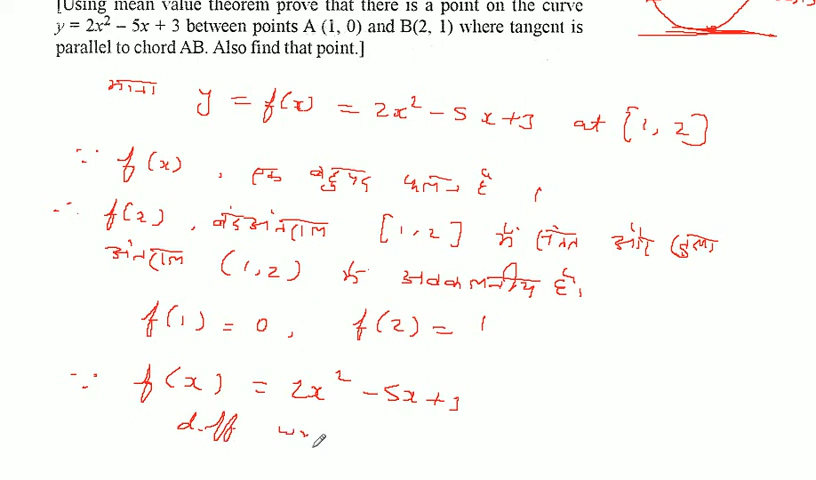 [Using mean value theorem prove that there is a point on the curve
y = 2x² – 5x + 3 between points A (1, 0) and B(2, 1) where tangent is
parallel to chord AB. Also find that point.]
माना y = f(x) = 2x² – 5x + 3 at [1, 2]
∵ f(x), एक बहुपद फलन है ।
∴ f(x), बंद अंतराल [1, 2] में संतत और खुला
अंतराल (1, 2) में अवकलनीय है।
f(1) = 0, f(2) = 1
∵ f(x) = 2x² – 5x + 3
diff